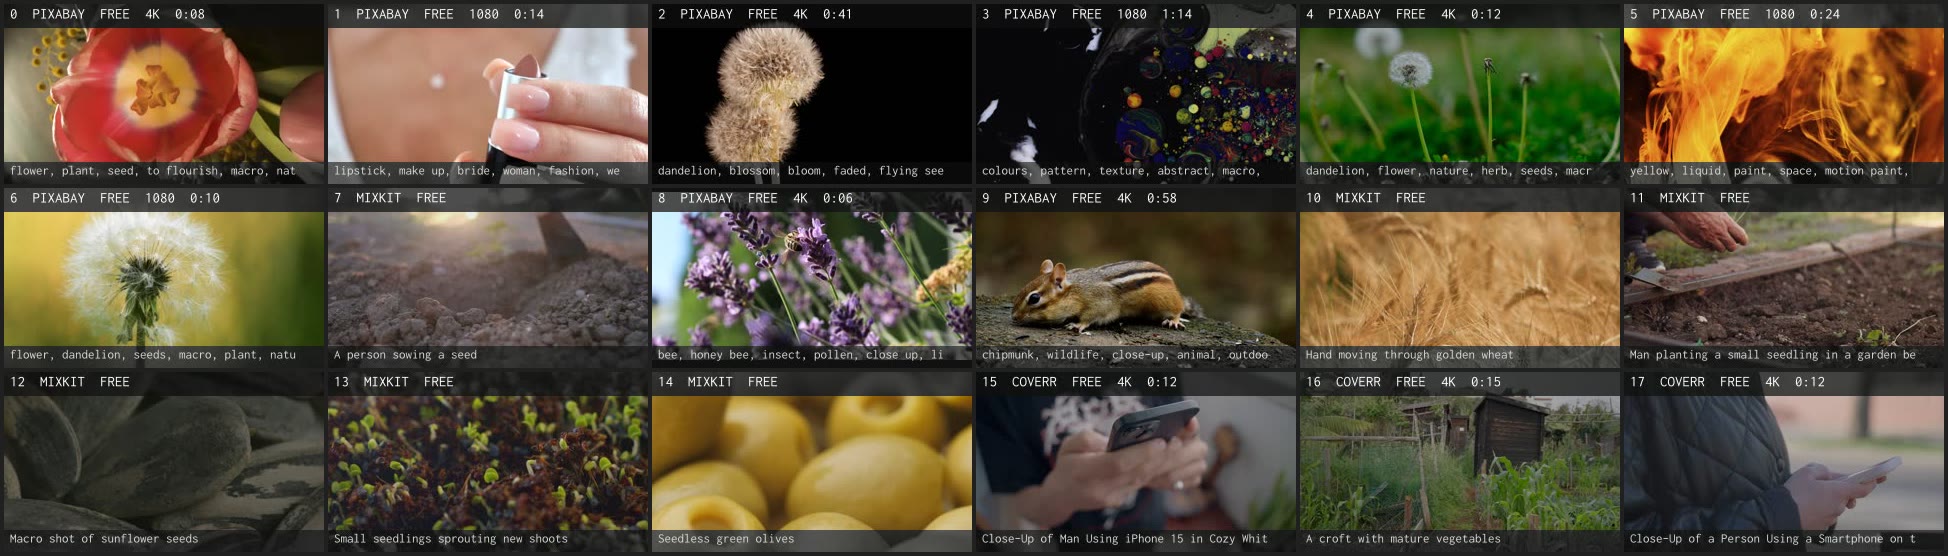 0 PIXABAY FREE 4K 0:08
flower, plant, seed, to flourish, macro, nat
1 PIXABAY FREE 1080 0:14
lipstick, make up, bride, woman, fashion, we
2 PIXABAY FREE 4K 0:41
dandelion, blossom, bloom, faded, flying see
3 PIXABAY FREE 1080 1:14
colours, pattern, texture, abstract, macro,
4 PIXABAY FREE 4K 0:12
dandelion, flower, nature, herb, seeds, macr
5 PIXABAY FREE 1080 0:24
yellow, liquid, paint, space, motion paint,
6 PIXABAY FREE 1080 0:10
flower, dandelion, seeds, macro, plant, natu
7 MIXKIT FREE
A person sowing a seed
8 PIXABAY FREE 4K 0:06
bee, honey bee, insect, pollen, close up, li
9 PIXABAY FREE 4K 0:58
chipmunk, wildlife, close-up, animal, outdoo
10 MIXKIT FREE
Hand moving through golden wheat
11 MIXKIT FREE
Man planting a small seedling in a garden be
12 MIXKIT FREE
Macro shot of sunflower seeds
13 MIXKIT FREE
Small seedlings sprouting new shoots
14 MIXKIT FREE
Seedless green olives
15 COVERR FREE 4K 0:12
Close-Up of Man Using iPhone 15 in Cozy Whit
16 COVERR FREE 4K 0:15
A croft with mature vegetables
17 COVERR FREE 4K 0:12
Close-Up of a Person Using a Smartphone on t